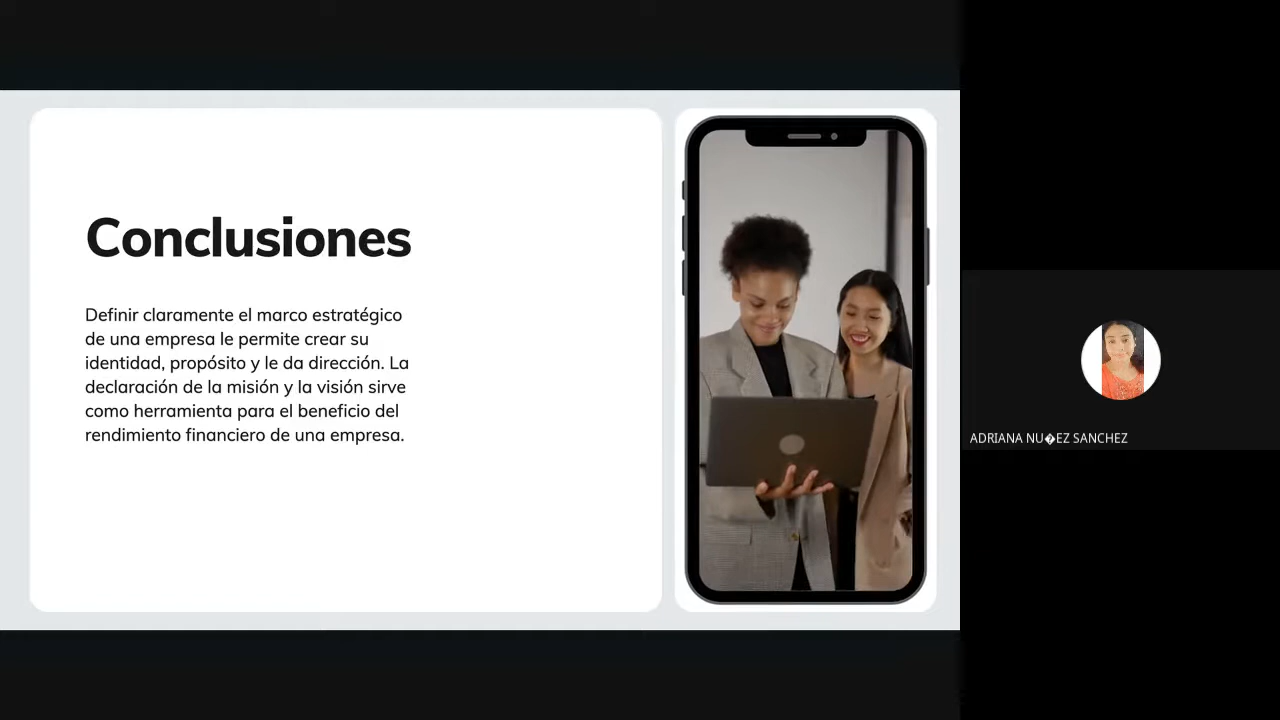 Conclusiones
Definir claramente el marco estratégico
de una empresa le permite crear su
identidad, propósito y le da dirección. La
declaración de la misión y la visión sirve
como herramienta para el beneficio del
rendimiento financiero de una empresa.
ADRIANA NU�EZ SANCHEZ